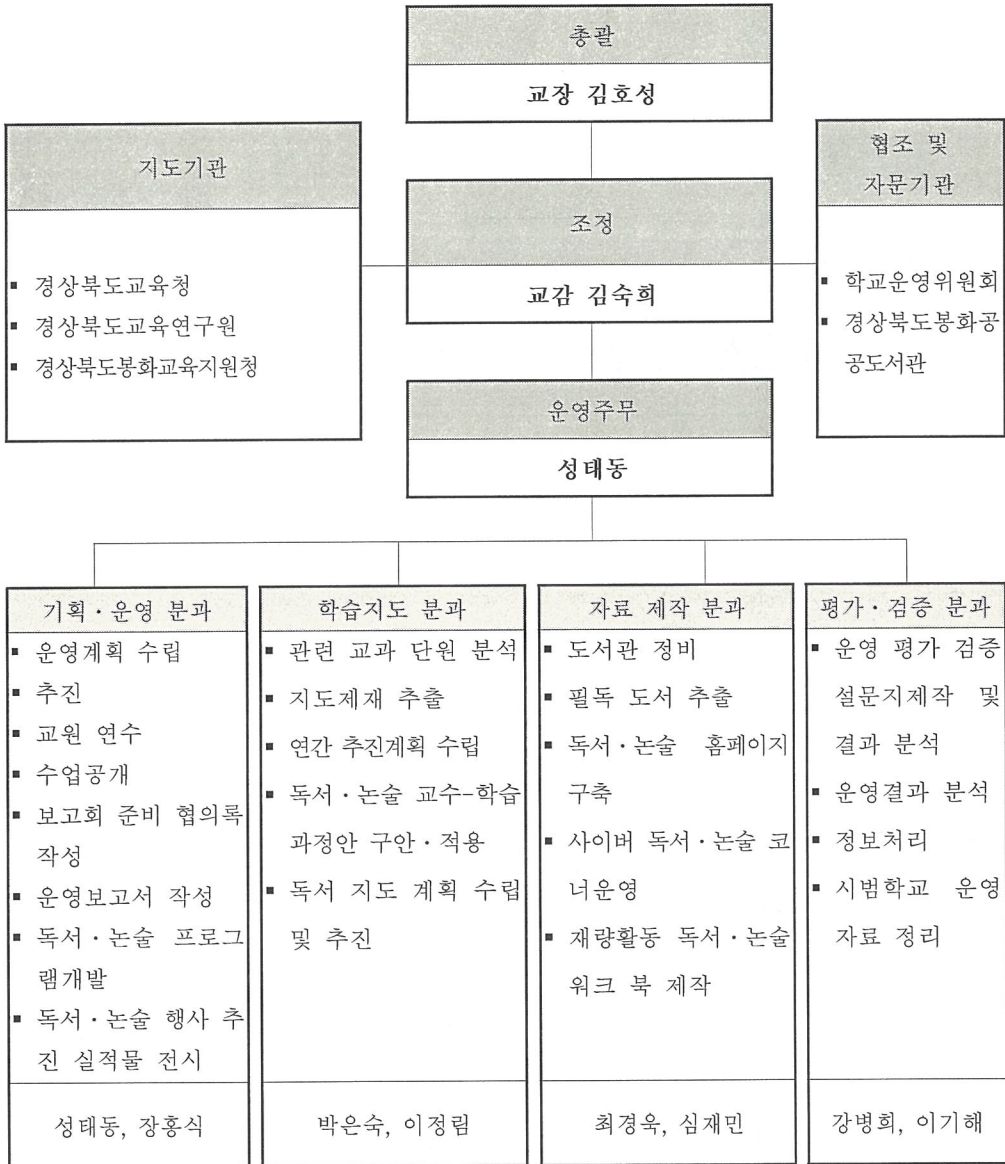 총괄
교장 김호성
지도기관
▪ 경상북도교육청
▪ 경상북도교육연구원
▪ 경상북도봉화교육지원청
조정
교감 김숙희
협조 및
자문기관
▪ 학교운영위원회
▪ 경상북도봉화공
공도서관
운영주무
성태동
기획·운영 분과
▪ 운영계획 수립
▪ 추진
▪ 교원 연수
▪ 수업공개
▪ 보고회 준비 협의록
작성
▪ 운영보고서 작성
▪ 독서·논술 프로그
램개발
▪ 독서·논술 행사 추
진 실적물 전시
성태동, 장홍식
학습지도 분과
▪ 관련 교과 단원 분석
▪ 지도제재 추출
▪ 연간 추진계획 수립
▪ 독서·논술 교수-학습
과정안 구안·적용
▪ 독서 지도 계획 수립
및 추진
박은숙, 이정림
자료 제작 분과
▪ 도서관 정비
▪ 필독 도서 추출
▪ 독서·논술 홈페이지
구축
▪ 사이버 독서·논술 코
너운영
▪ 재량활동 독서·논술
워크 북 제작
최경욱, 심재민
평가·검증 분과
▪ 운영 평가 검증
설문지제작 및
결과 분석
▪ 운영결과 분석
▪ 정보처리
▪ 시범학교 운영
자료 정리
강병희, 이기해